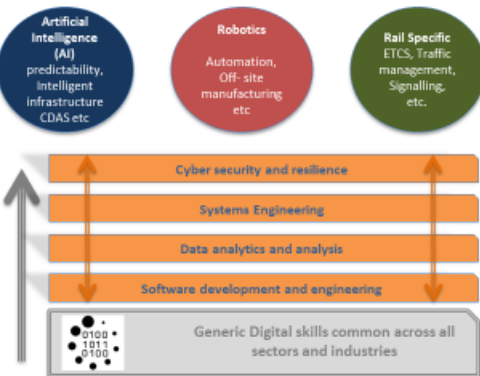 Artificial
Intelligence
(AI)
predictability,
Intelligent
infrastructure
CDAS etc
Robotics
Automation,
Off- site
manufacturing
etc
Rail Specific
ETCS, Traffic
management,
Signalling,
etc.
Cyber security and resilience
Systems Engineering
Data analytics and analysis
Software development and engineering
0100
1011
0100
Generic Digital skills common across all
sectors and industries